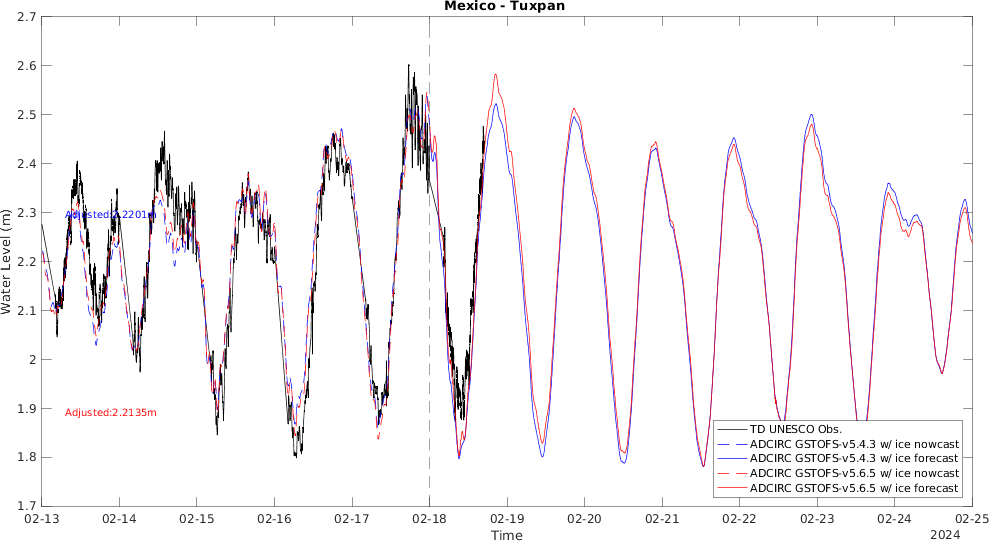 Mexico - Tuxpan
2.7
2.6
2.5
2.4
2.3
2.2
2.1
2
1.9
1.8
1.7
Water Level (m)
Adjusted:2.2201m
Adjusted:2.2135m
TD UNESCO Obs.
ADCIRC GSTOFS-v5.4.3 w/ ice nowcast
ADCIRC GSTOFS-v5.4.3 w/ ice forecast
ADCIRC GSTOFS-v5.6.5 w/ ice nowcast
ADCIRC GSTOFS-v5.6.5 w/ ice forecast
02-13 02-14 02-15 02-16 02-17 02-18 02-19 02-20 02-21 02-22 02-23 02-24 02-25
Time
2024